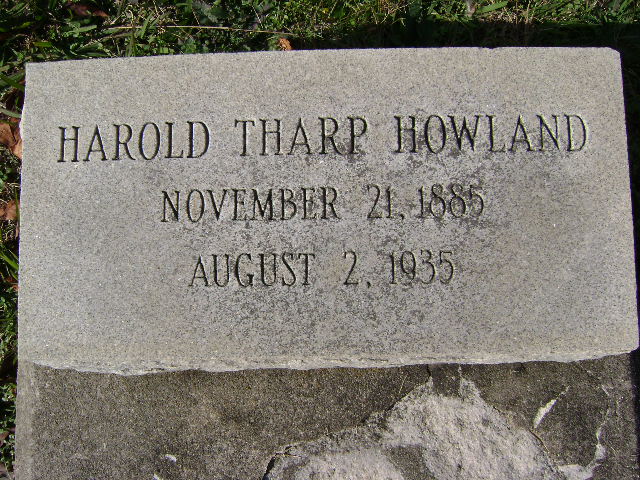 HAROLD THARP HOWLAND
NOVEMBER 21, 1885
AUGUST 2, 1935